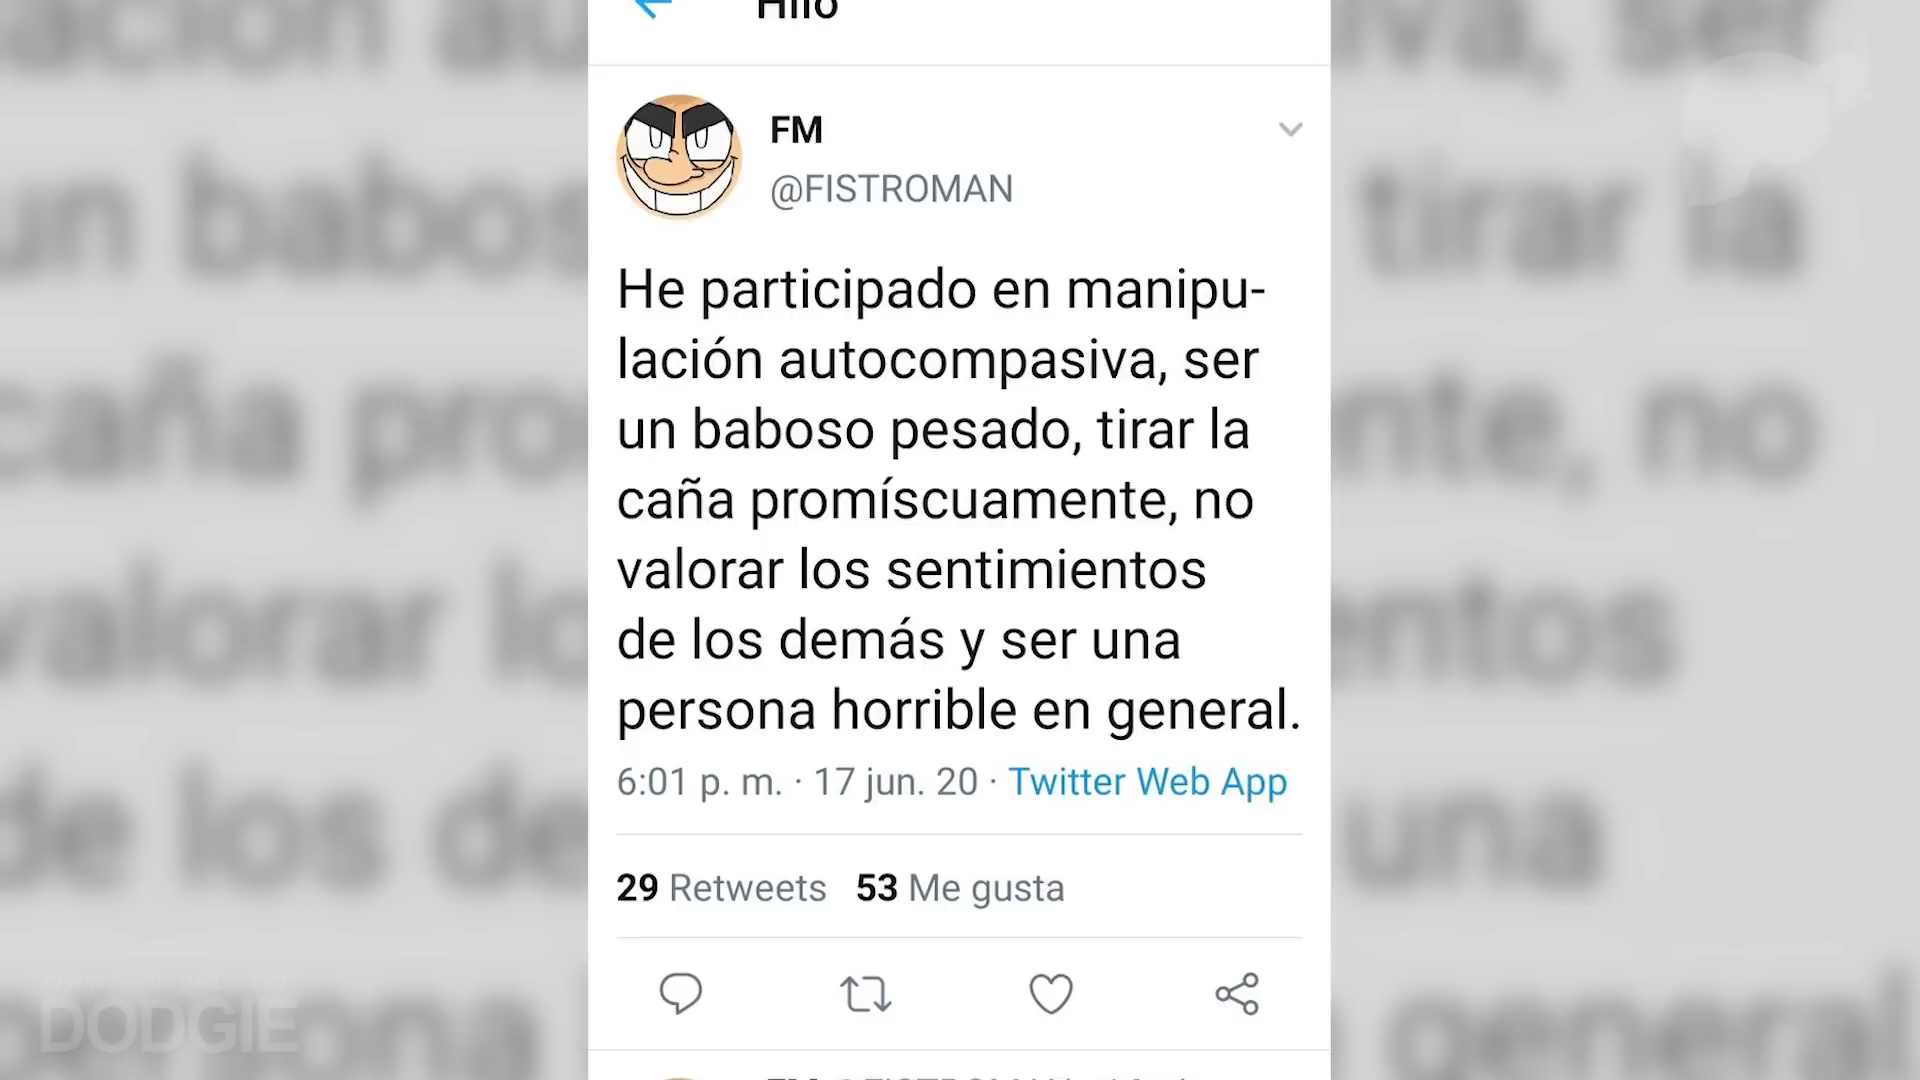 Hilo
FM
@FISTROMAN
He participado en manipu-
lación autocompasiva, ser
un baboso pesado, tirar la
caña promíscuamente, no
valorar los sentimientos
de los demás y ser una
persona horrible en general.
6:01 p. m. · 17 jun. 20 · Twitter Web App
29 Retweets 53 Me gusta
DODGIE